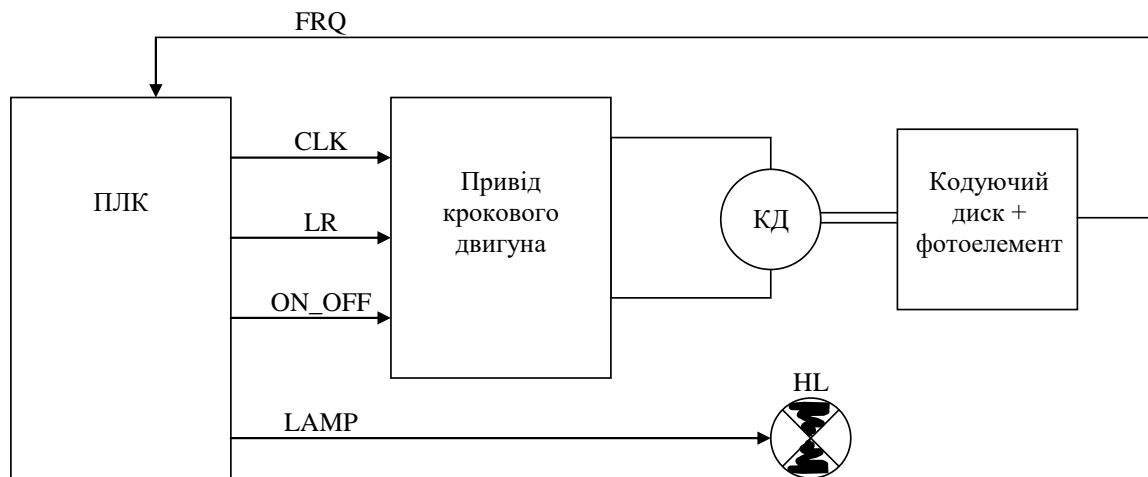 FRQ
CLK
ПЛК
LR
ON_OFF
LAMP
Привід
крокового
двигуна
КД
Кодуючий
диск +
фотоелемент
HL